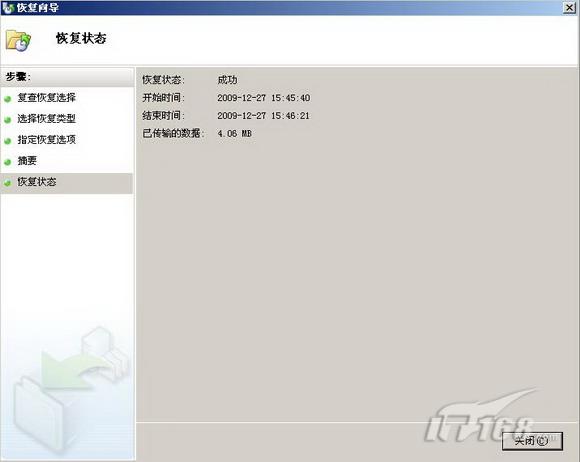 恢复向导
恢复状态
步骤:
复查恢复选择
选择恢复类型
指定恢复选项
摘要
恢复状态
恢复状态: 成功
开始时间: 2009-12-27 15:45:40
结束时间: 2009-12-27 15:46:21
已传输的数据: 4.06 MB
IT168
关闭(C)